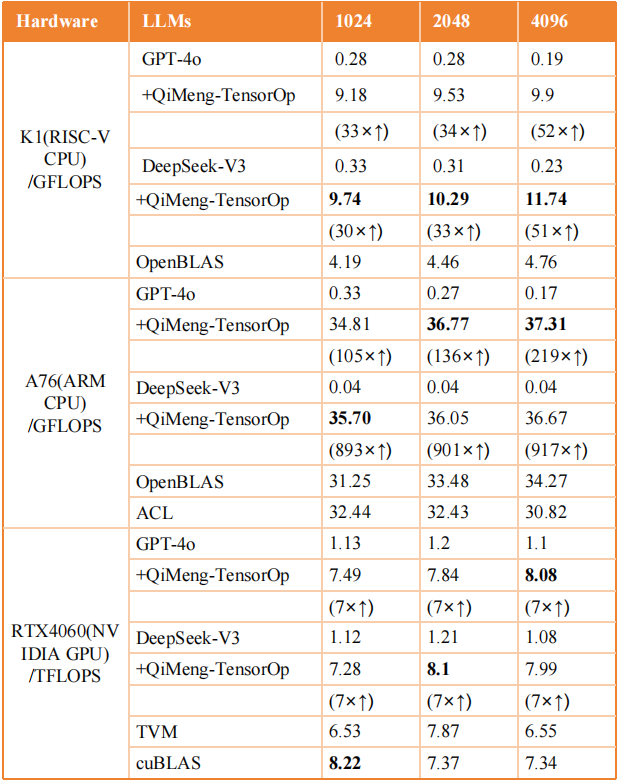 Hardware LLMs 1024 2048 4096
K1(RISC-V
CPU)
/GFLOPS
GPT-4o 0.28 0.28 0.19
+QiMeng-TensorOp 9.18 9.53 9.9
(33×↑) (34×↑) (52×↑)
DeepSeek-V3 0.33 0.31 0.23
+QiMeng-TensorOp 9.74 10.29 11.74
(30×↑) (33×↑) (51×↑)
OpenBLAS 4.19 4.46 4.76
A76(ARM
CPU)
/GFLOPS
GPT-4o 0.33 0.27 0.17
+QiMeng-TensorOp 34.81 36.77 37.31
(105×↑) (136×↑) (219×↑)
DeepSeek-V3 0.04 0.04 0.04
+QiMeng-TensorOp 35.70 36.05 36.67
(893×↑) (901×↑) (917×↑)
OpenBLAS 31.25 33.48 34.27
ACL 32.44 32.43 30.82
RTX4060(NV
IDIA GPU)
/TFLOPS
GPT-4o 1.13 1.2 1.1
+QiMeng-TensorOp 7.49 7.84 8.08
(7×↑) (7×↑) (7×↑)
DeepSeek-V3 1.12 1.21 1.08
+QiMeng-TensorOp 7.28 8.1 7.99
(7×↑) (7×↑) (7×↑)
TVM 6.53 7.87 6.55
cuBLAS 8.22 7.37 7.34